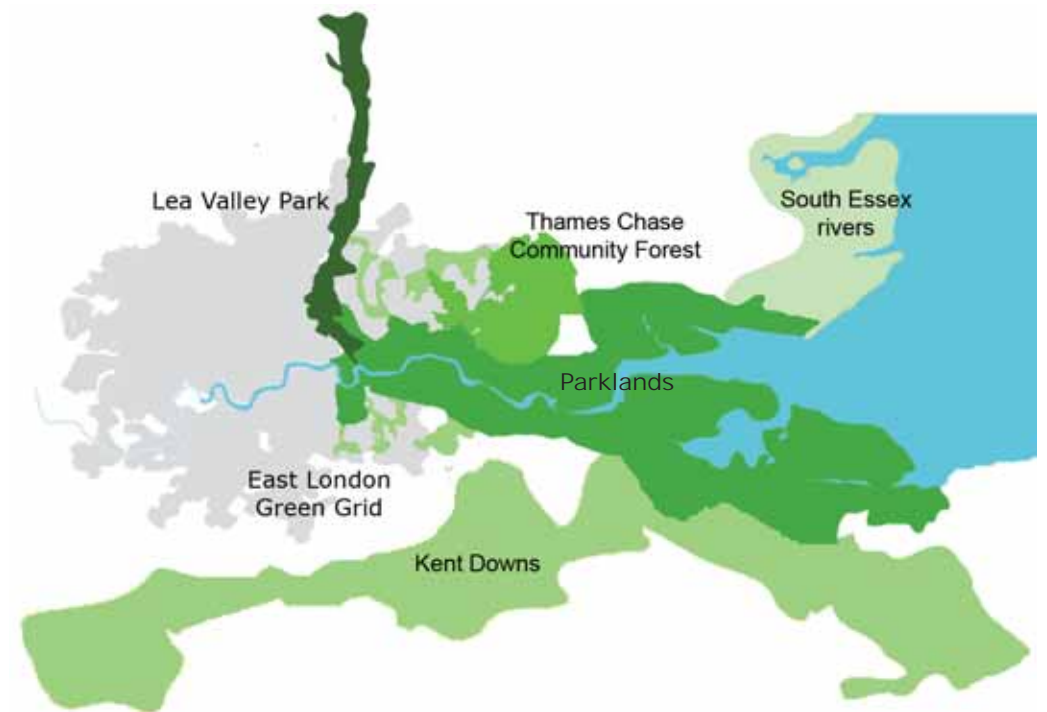 Lea Valley Park
South Essex
rivers
Thames Chase
Community Forest
Parklands
East London
Green Grid
Kent Downs